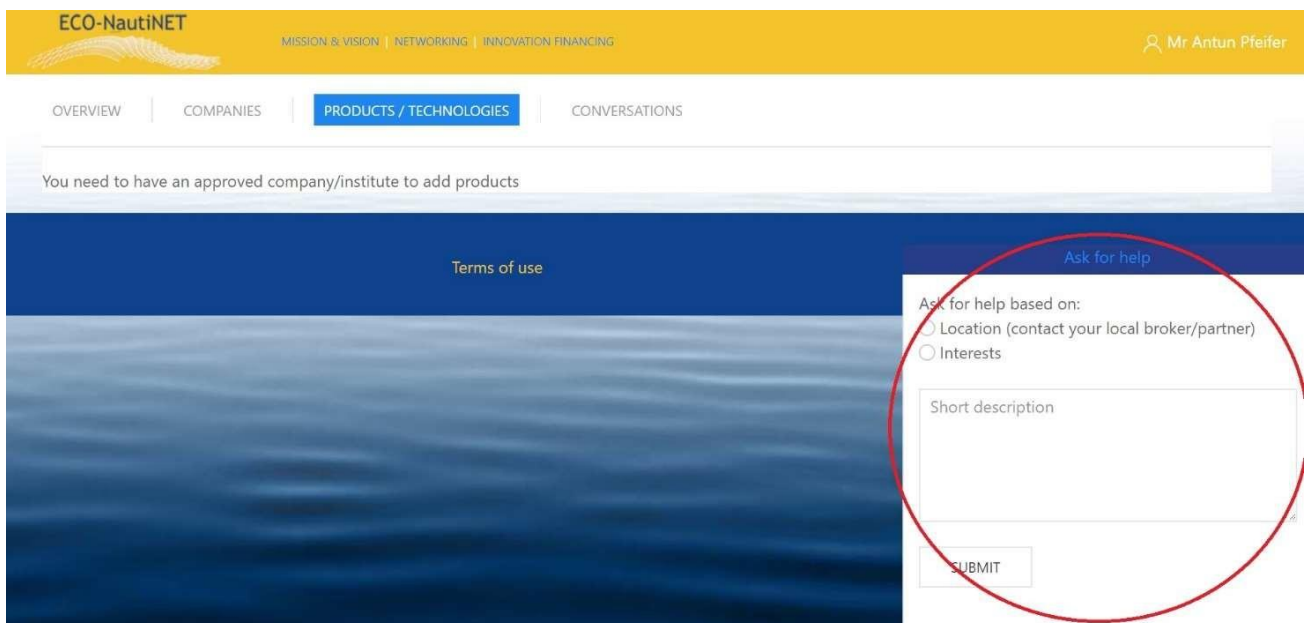 ECO-NautiNET
MISSION & VISION | NETWORKING | INNOVATION FINANCING
Mr Antun Pfeifer
OVERVIEW
COMPANIES
PRODUCTS / TECHNOLOGIES
CONVERSATIONS
You need to have an approved company/institute to add products
Terms of use
Ask for help
Ask for help based on:
Location (contact your local broker/partner)
Interests
Short description
SUBMIT